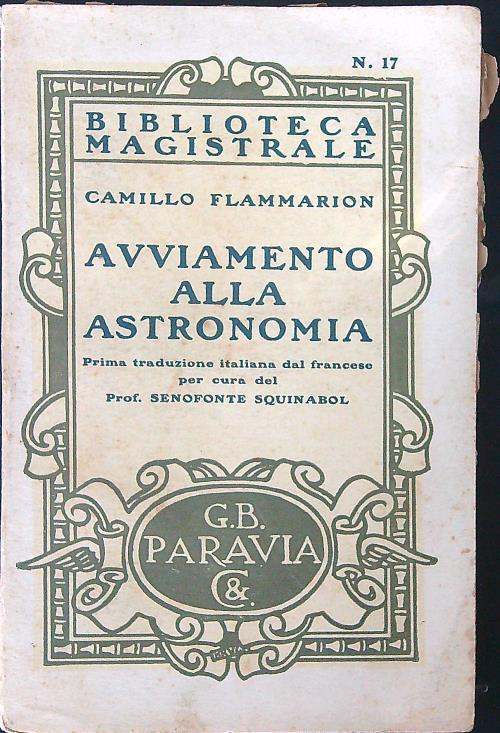 N. 17
BIBLIOTECA
MAGISTRALE
CAMILLO FLAMMARION
AVVIAMENTO
ALLA
ASTRONOMIA
Prima traduzione italiana dal francese
per cura del
Prof. SENOFONTE SQUINABOL
G.B.
PARAVIA
& C.